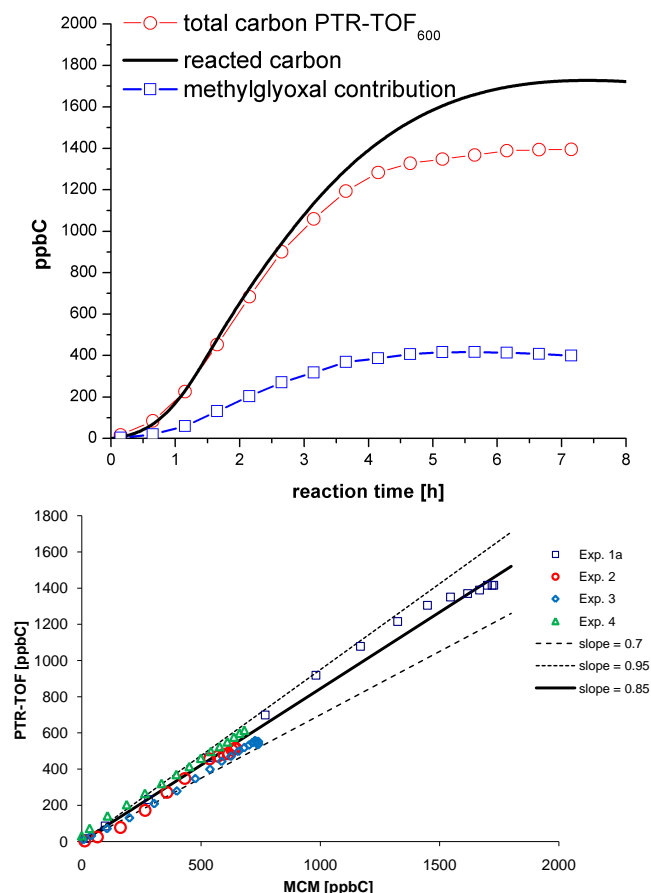 total carbon PTR-TOF600
reacted carbon
methylglyoxal contribution
2000
1800
1600
1400
1200
1000
800
600
400
200
0
ppbC
0 1 2 3 4 5 6 7 8
reaction time [h]
1800
1600
1400
1200
1000
800
600
400
200
0
PTR-TOF [ppbC]
0 500 1000 1500 2000
MCM [ppbC]
Exp. 1a
Exp. 2
Exp. 3
Exp. 4
slope = 0.7
slope = 0.95
slope = 0.85